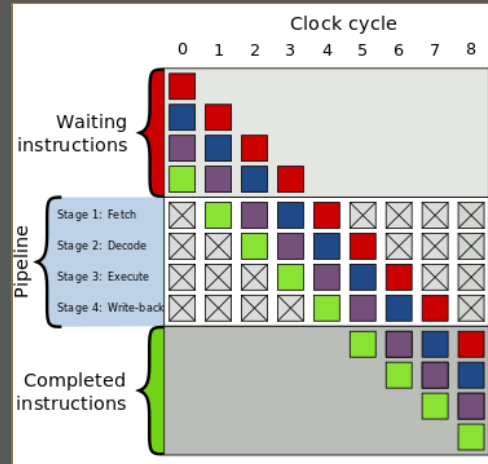 Clock cycle
0 1 2 3 4 5 6 7 8
Waiting
instructions
Pipeline
Stage 1: Fetch
Stage 2: Decode
Stage 3: Execute
Stage 4: Write-back
Completed
instructions